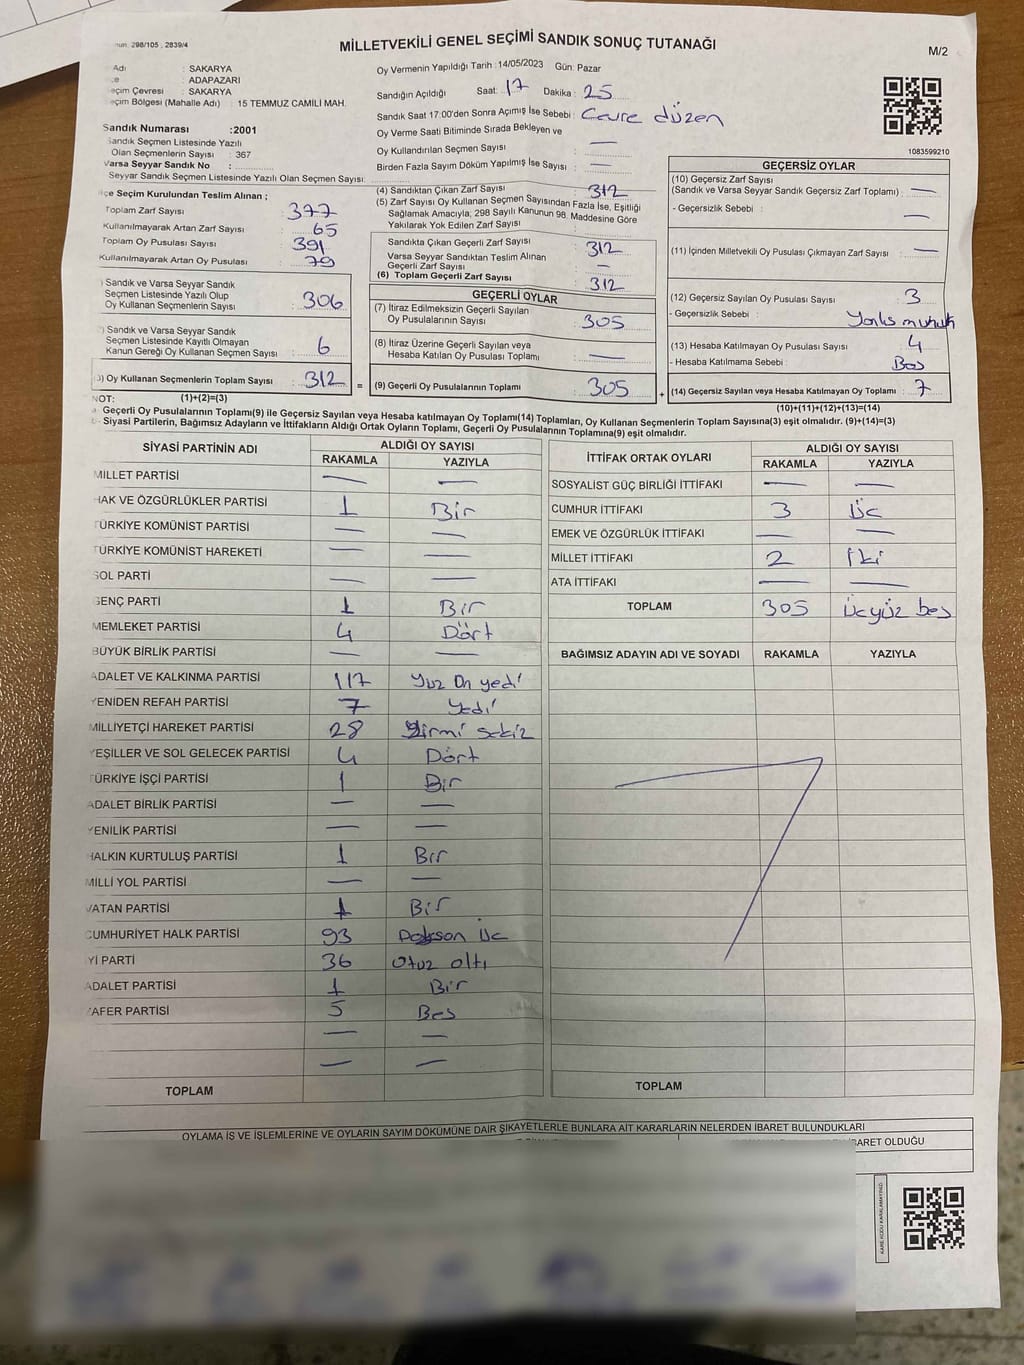 298/105 , 2839/4
MİLLETVEKİLİ GENEL SEÇİMİ SANDIK SONUÇ TUTANAĞI
M/2
Adı : SAKARYA
: ADAPAZARI
Seçim Çevresi : SAKARYA
Seçim Bölgesi (Mahalle Adı) : 15 TEMMUZ CAMİLİ MAH.
Sandık Numarası :2001
Sandık Seçmen Listesinde Yazılı
Olan Seçmenlerin Sayısı : 367
Varsa Seyyar Sandık No :
Seyyar Sandık Seçmen Listesinde Yazılı Olan Seçmen Sayısı:
Oy Vermenin Yapıldığı Tarih :14/05/2023 Gün: Pazar
Sandığın Açıldığı Saat: 17 Dakika : 25
Sandık Saat 17:00'den Sonra Açımış İse Sebebi : Cevre düzen
Oy Verme Saati Bitiminde Sırada Bekleyen ve
Oy Kullandırılan Seçmen Sayısı : —
Birden Fazla Sayım Döküm Yapılmış İse Sayısı : —
1083599210
İlçe Seçim Kurulundan Teslim Alınan ;
Toplam Zarf Sayısı : 377
Kullanılmayarak Artan Zarf Sayısı : 65
Toplam Oy Pusulası Sayısı : 391
Kullanılmayarak Artan Oy Pusulası : 79
(4) Sandıktan Çıkan Zarf Sayısı : 312
(5) Zarf Sayısı Oy Kullanan Seçmen Sayısından Fazla İse, Eşitliği
Sağlamak Amacıyla; 298 Sayılı Kanunun 98. Maddesine Göre
Yakılarak Yok Edilen Zarf Sayısı :
Sandıkta Çıkan Geçerli Zarf Sayısı : 312
Varsa Seyyar Sandıktan Teslim Alınan
Geçerli Zarf Sayısı : —
(6) Toplam Geçerli Zarf Sayısı : 312
GEÇERSİZ OYLAR
(10) Geçersiz Zarf Sayısı
(Sandık ve Varsa Seyyar Sandık Geçersiz Zarf Toplamı) : —
- Geçersizlik Sebebi : —
(11) İçinden Milletvekili Oy Pusulası Çıkmayan Zarf Sayısı : —
(12) Geçersiz Sayılan Oy Pusulası Sayısı : 3
- Geçersizlik Sebebi : Yanlıs muhuh
(13) Hesaba Katılmayan Oy Pusulası Sayısı : 4
- Hesaba Katılmama Sebebi : Bos
(14) Geçersiz Sayılan veya Hesaba Katılmayan Oy Toplamı : 7
(10)+(11)+(12)+(13)=(14)
) Sandık ve Varsa Seyyar Sandık
Seçmen Listesinde Yazılı Olup
Oy Kullanan Seçmenlerin Sayısı : 306
) Sandık ve Varsa Seyyar Sandık
Seçmen Listesinde Kayıtlı Olmayan
Kanun Gereği Oy Kullanan Seçmen Sayısı : 6
3) Oy Kullanan Seçmenlerin Toplam Sayısı : 312 =
(1)+(2)=(3)
GEÇERLİ OYLAR
(7) İtiraz Edilmeksizin Geçerli Sayılan
Oy Pusulalarının Sayısı : 305
(8) İtiraz Üzerine Geçerli Sayılan veya
Hesaba Katılan Oy Pusulası Toplamı : —
(9) Geçerli Oy Pusulalarının Toplamı : 305 +
NOT:
a- Geçerli Oy Pusulalarının Toplamı(9) ile Geçersiz Sayılan veya Hesaba katılmayan Oy Toplamı(14) Toplamları, Oy Kullanan Seçmenlerin Toplam Sayısına(3) eşit olmalıdır. (9)+(14)=(3)
b- Siyasi Partilerin, Bağımsız Adayların ve İttifakların Aldığı Ortak Oyların Toplamı, Geçerli Oy Pusulalarının Toplamına(9) eşit olmalıdır.
SİYASİ PARTİNİN ADI ALDIĞI OY SAYISI
RAKAMLA YAZIYLA
MİLLET PARTİSİ — —
HAK VE ÖZGÜRLÜKLER PARTİSİ 1 Bir
TÜRKİYE KOMÜNİST PARTİSİ — —
TÜRKİYE KOMÜNİST HAREKETİ — —
SOL PARTİ — —
GENÇ PARTİ 1 Bir
MEMLEKET PARTİSİ 4 Dört
BÜYÜK BİRLİK PARTİSİ — —
ADALET VE KALKINMA PARTİSİ 117 Yuz On yedi
YENİDEN REFAH PARTİSİ 7 Yedi
MİLLİYETÇİ HAREKET PARTİSİ 28 Yirmi sekiz
YEŞİLLER VE SOL GELECEK PARTİSİ 4 Dört
TÜRKİYE İŞÇİ PARTİSİ 1 Bir
ADALET BİRLİK PARTİSİ — —
YENİLİK PARTİSİ — —
HALKIN KURTULUŞ PARTİSİ 1 Bir
MİLLİ YOL PARTİSİ — —
VATAN PARTİSİ 1 Bir
CUMHURİYET HALK PARTİSİ 93 Doksan üc
İYİ PARTİ 36 Otuz altı
ADALET PARTİSİ 1 Bir
ZAFER PARTİSİ 5 Bes
— —
— —
TOPLAM
İTTİFAK ORTAK OYLARI ALDIĞI OY SAYISI
RAKAMLA YAZIYLA
SOSYALİST GÜÇ BİRLİĞİ İTTİFAKI — —
CUMHUR İTTİFAKI 3 üc
EMEK VE ÖZGÜRLÜK İTTİFAKI — —
MİLLET İTTİFAKI 2 İki
ATA İTTİFAKI — —
TOPLAM 305 ücyüz bes
BAĞIMSIZ ADAYIN ADI VE SOYADI RAKAMLA YAZIYLA
TOPLAM
OYLAMA İŞ VE İŞLEMLERİNE VE OYLARIN SAYIM DÖKÜMÜNE DAİR ŞİKAYETLERLE BUNLARA AİT KARARLARIN NELERDEN İBARET BULUNDUKLARI
İBARET OLDUĞU